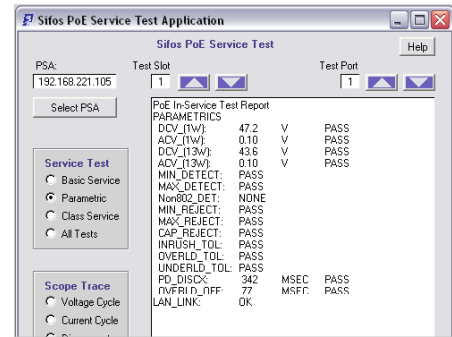 Sifos PoE Service Test Application
Sifos PoE Service Test
Help
PSA:
Test Slot
Test Port
192.168.221.105
1
1
Select PSA
PoE In-Service Test Report
PARAMETRICS
DCV_(1W): 47.2 V PASS
ACV_(1W): 0.10 V PASS
DCV_(13W): 43.6 V PASS
ACV_(13W): 0.10 V PASS
MIN_DETECT: PASS
MAX_DETECT: PASS
Non802_DET: NONE
MIN_REJECT: PASS
MAX_REJECT: PASS
CAP_REJECT: PASS
INRUSH_TOL: PASS
OVERLD_TOL: PASS
UNDERLD_TOL: PASS
PD_DISCX: 342 MSEC PASS
OVERLD_OFF: 77 MSEC PASS
LAN_LINK: OK
Service Test
Basic Service
Parametric
Class Service
All Tests
Scope Trace
Voltage Cycle
Current Cycle